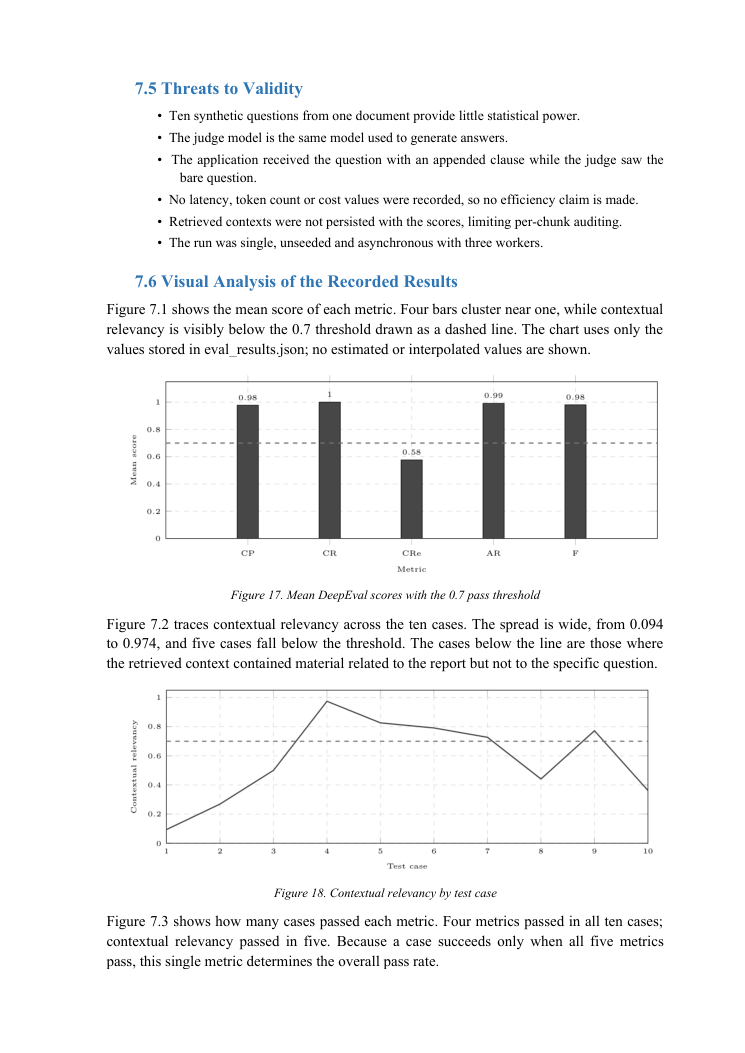 7.5 Threats to Validity
• Ten synthetic questions from one document provide little statistical power.
• The judge model is the same model used to generate answers.
• The application received the question with an appended clause while the judge saw the
bare question.
• No latency, token count or cost values were recorded, so no efficiency claim is made.
• Retrieved contexts were not persisted with the scores, limiting per-chunk auditing.
• The run was single, unseeded and asynchronous with three workers.
7.6 Visual Analysis of the Recorded Results
Figure 7.1 shows the mean score of each metric. Four bars cluster near one, while contextual
relevancy is visibly below the 0.7 threshold drawn as a dashed line. The chart uses only the
values stored in eval_results.json; no estimated or interpolated values are shown.
Mean score
1
0.8
0.6
0.4
0.2
0
0.98
1
0.58
0.99
0.98
CP
CR
CRe
AR
F
Metric
Figure 17. Mean DeepEval scores with the 0.7 pass threshold
Figure 7.2 traces contextual relevancy across the ten cases. The spread is wide, from 0.094
to 0.974, and five cases fall below the threshold. The cases below the line are those where
the retrieved context contained material related to the report but not to the specific question.
Contextual relevancy
1
0.8
0.6
0.4
0.2
0
1
2
3
4
5
6
7
8
9
10
Test case
Figure 18. Contextual relevancy by test case
Figure 7.3 shows how many cases passed each metric. Four metrics passed in all ten cases;
contextual relevancy passed in five. Because a case succeeds only when all five metrics
pass, this single metric determines the overall pass rate.